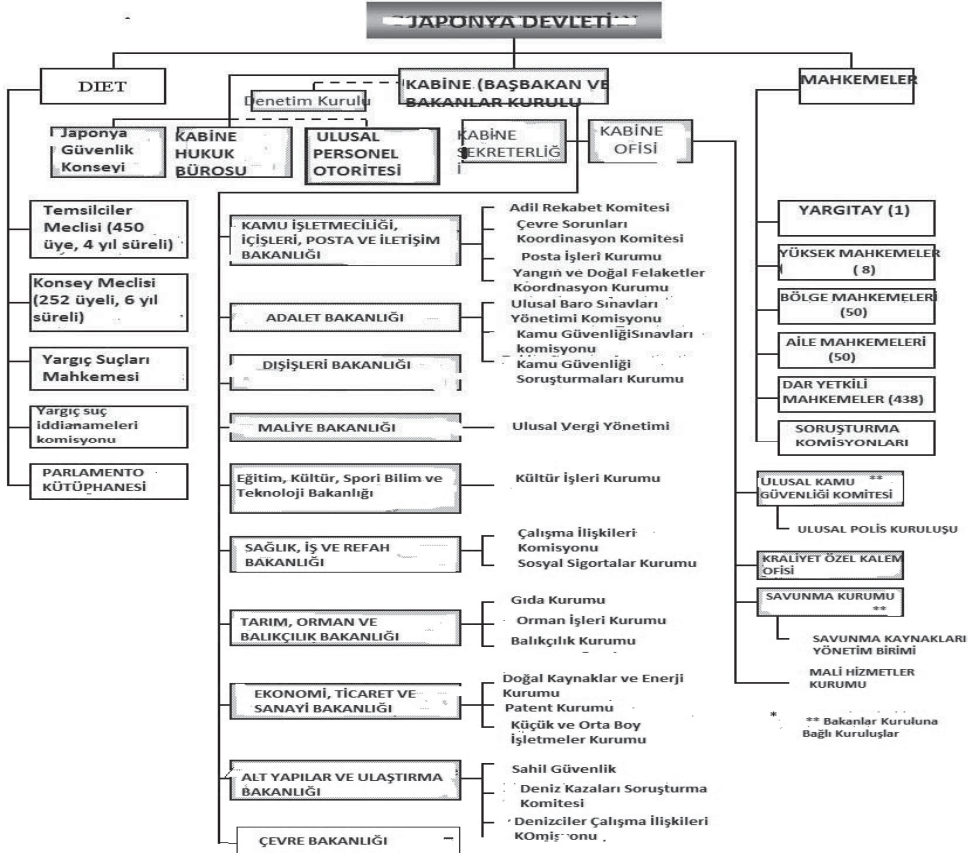 JAPONYA DEVLETİ
DIET
KABİNE (BAŞBAKAN VE
BAKANLAR KURULU
MAHKEMELER
Denetim Kurulu
Japonya
Güvenlik
Konseyi
KABİNE
HUKUK
BÜROSU
ULUSAL
PERSONEL
OTORİTESİ
KABİNE
SEKRETERLİĞ
İ
KABİNE
OFİSİ
Temsilciler
Meclisi (450
üye, 4 yıl süreli)
Konsey Meclisi
(252 üyeli, 6 yıl
süreli)
Yargıç Suçları
Mahkemesi
Yargıç suç
iddianameleri
komisyonu
PARLAMENTO
KÜTÜPHANESİ
KAMU İŞLETMECİLİĞİ,
İÇİŞLERİ, POSTA VE İLETİŞİM
BAKANLIĞI
Adil Rekabet Komitesi
Çevre Sorunları
Koordinasyon Komitesi
Posta İşleri Kurumu
Yangın ve Doğal Felaketler
Koordnasyon Kurumu
ADALET BAKANLIĞI
Ulusal Baro Sınavları
Yönetimi Komisyonu
Kamu GüvenliğiSınavları
komisyonu
Kamu Güvenliği
Soruşturmaları Kurumu
DIŞİŞLERİ BAKANLIĞI
MALİYE BAKANLIĞI
Ulusal Vergi Yönetimi
Eğitim, Kültür, Spori Bilim ve
Teknoloji Bakanlığı
Kültür İşleri Kurumu
SAĞLIK, İŞ VE REFAH
BAKANLIĞI
Çalışma İlişkileri
Komisyonu
Sosyal Sigortalar Kurumu
TARIM, ORMAN VE
BALIKÇILIK BAKANLIĞI
Gıda Kurumu
Orman İşleri Kurumu
Balıkçılık Kurumu
EKONOMİ, TİCARET VE
SANAYİ BAKANLIĞI
Doğal Kaynaklar ve Enerji
Kurumu
Patent Kurumu
Küçük ve Orta Boy
İşletmeler Kurumu
ALT YAPILAR VE ULAŞTIRMA
BAKANLIĞI
Sahil Güvenlik
Deniz Kazaları Soruşturma
Komitesi
Denizciler Çalışma İlişkileri
ÇEVRE BAKANLIĞI
YARGITAY (1)
YÜKSEK MAHKEMELER
( 8)
BÖLGE MAHKEMELERİ
(50)
AİLE MAHKEMELERİ
(50)
DAR YETKİLİ
MAHKEMELER (438)
SORUŞTURMA
KOMİSYONLARI
ULUSAL KAMU **
GÜVENLİĞİ KOMİTESİ
ULUSAL POLİS KURULUŞU
KRALİYET ÖZEL KALEM
OFİSİ
SAVUNMA KURUMU
**
SAVUNMA KAYNAKLARI
YÖNETİM BİRİMİ
MALİ HİZMETLER
KURUMU
* ** Bakanlar Kuruluna
Bağlı Kuruluşlar